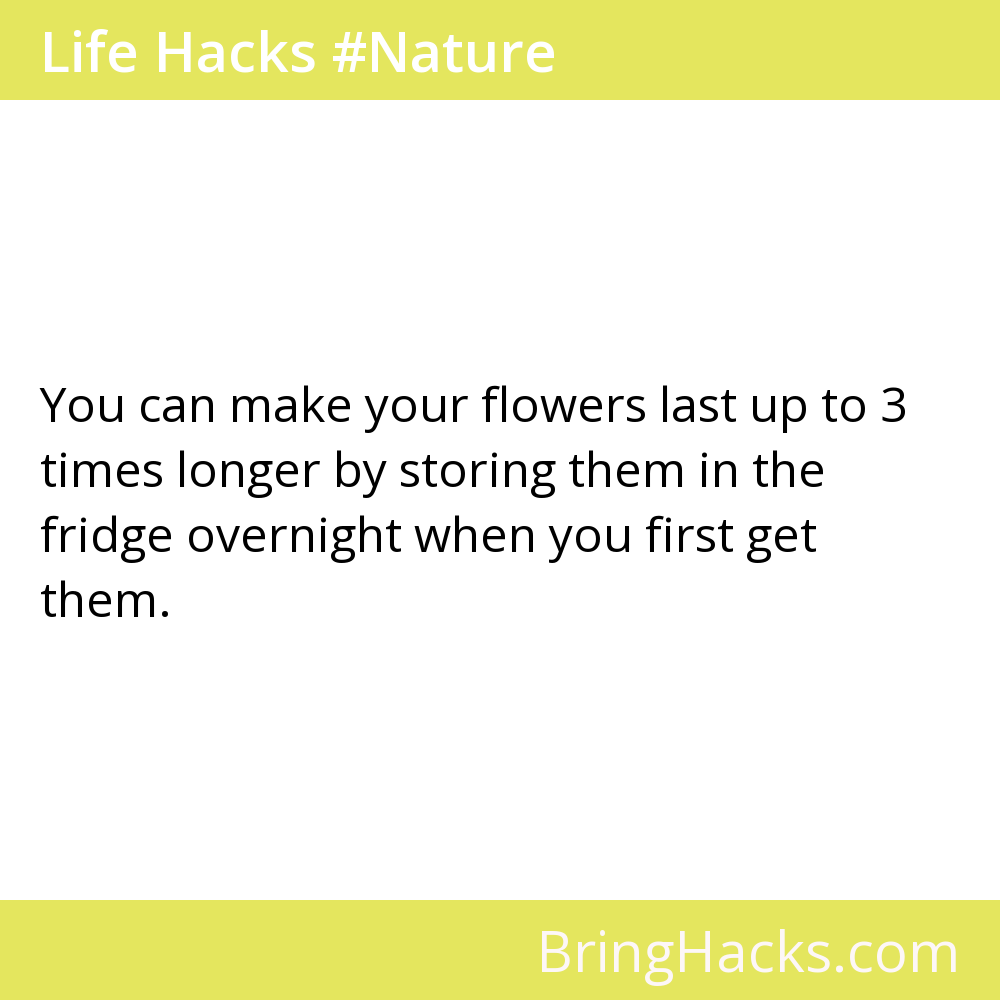 Life Hacks #Nature
You can make your flowers last up to 3
times longer by storing them in the
fridge overnight when you first get
them.
BringHacks.com